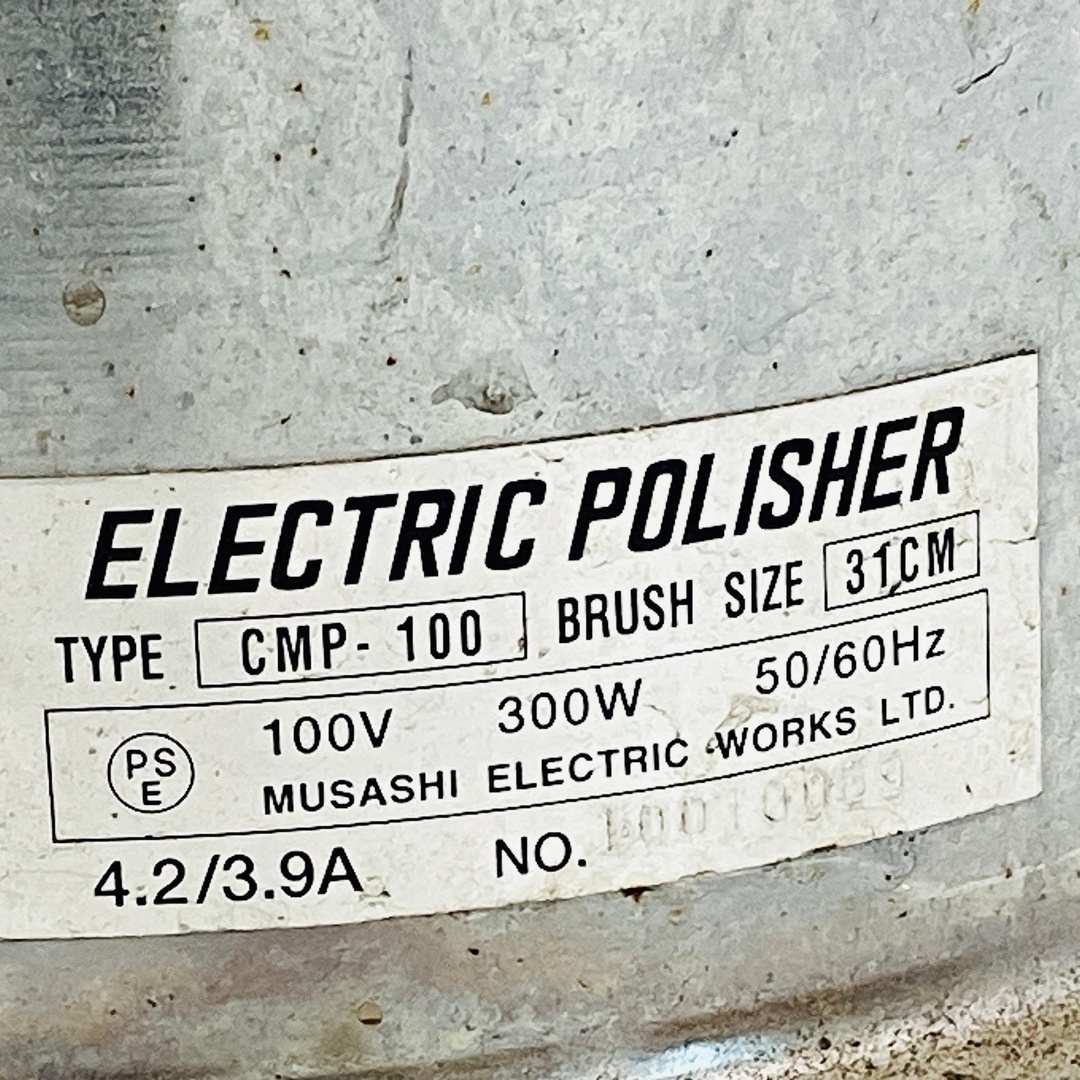 ELECTRIC POLISHER
TYPE CMP-100 BRUSH SIZE 31CM
PS
E
100V 300W 50/60Hz
MUSASHI ELECTRIC WORKS LTD.
4.2/3.9A NO.